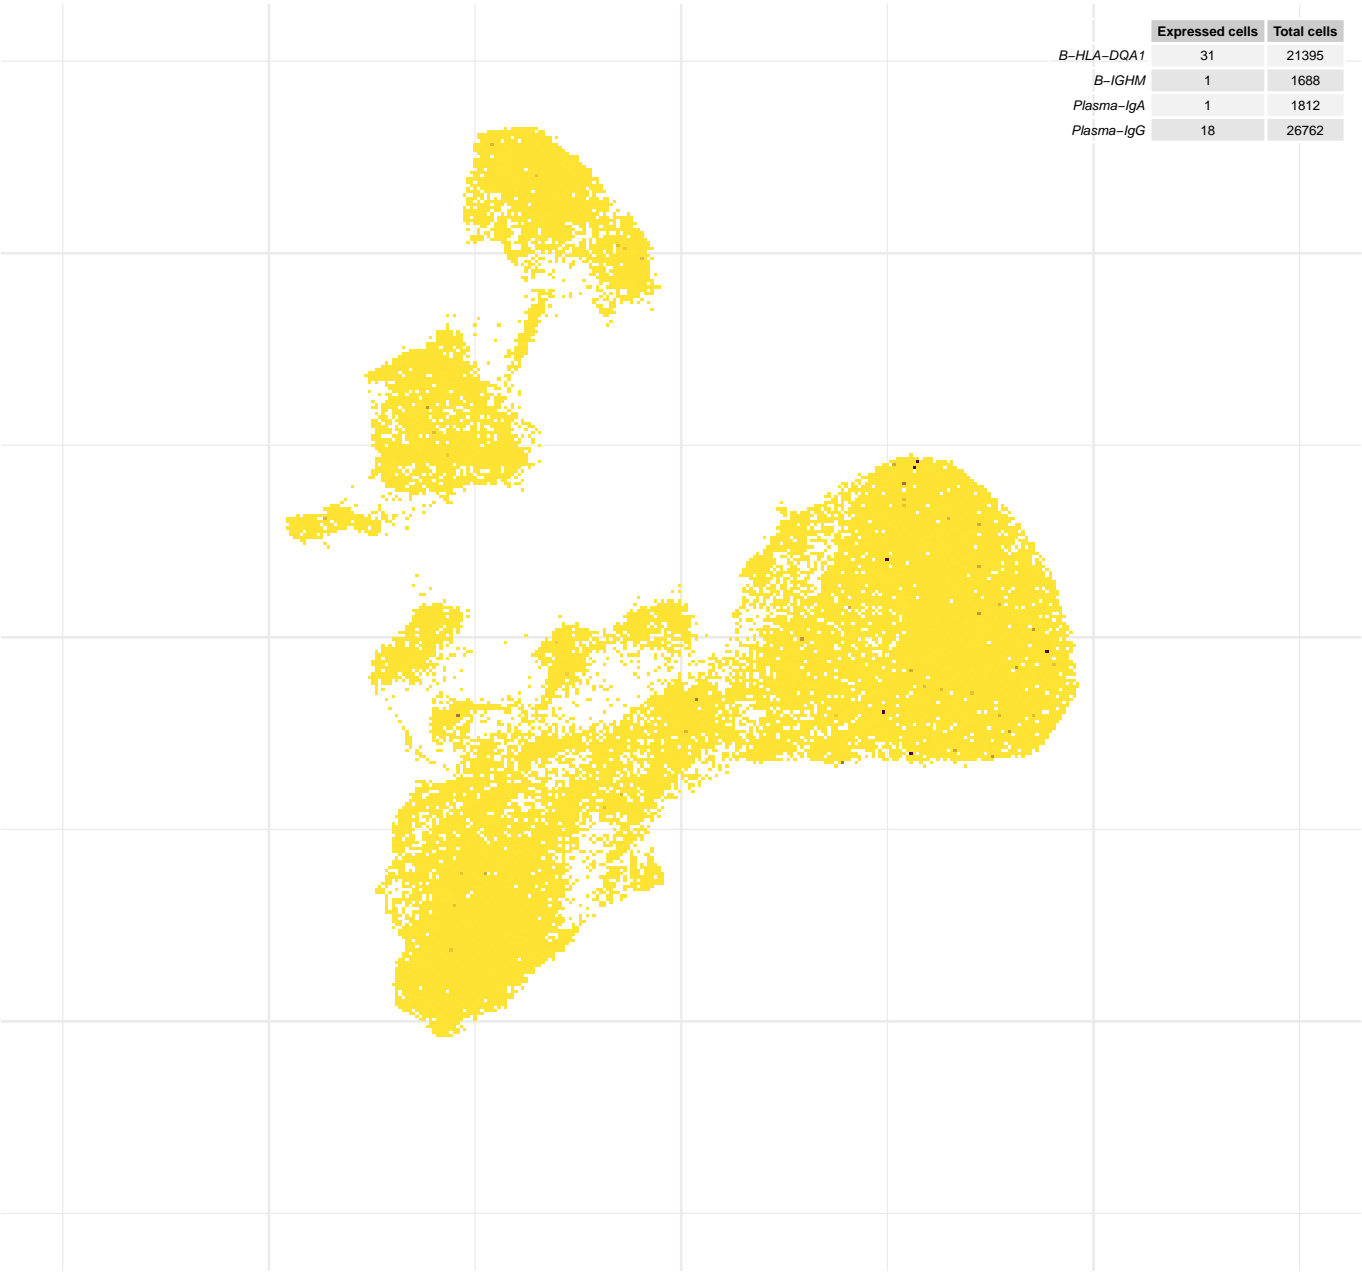 Expressed cells Total cells
B−HLA−DQA1 31 21395
B−IGHM 1 1688
Plasma−IgA 1 1812
Plasma−IgG 18 26762